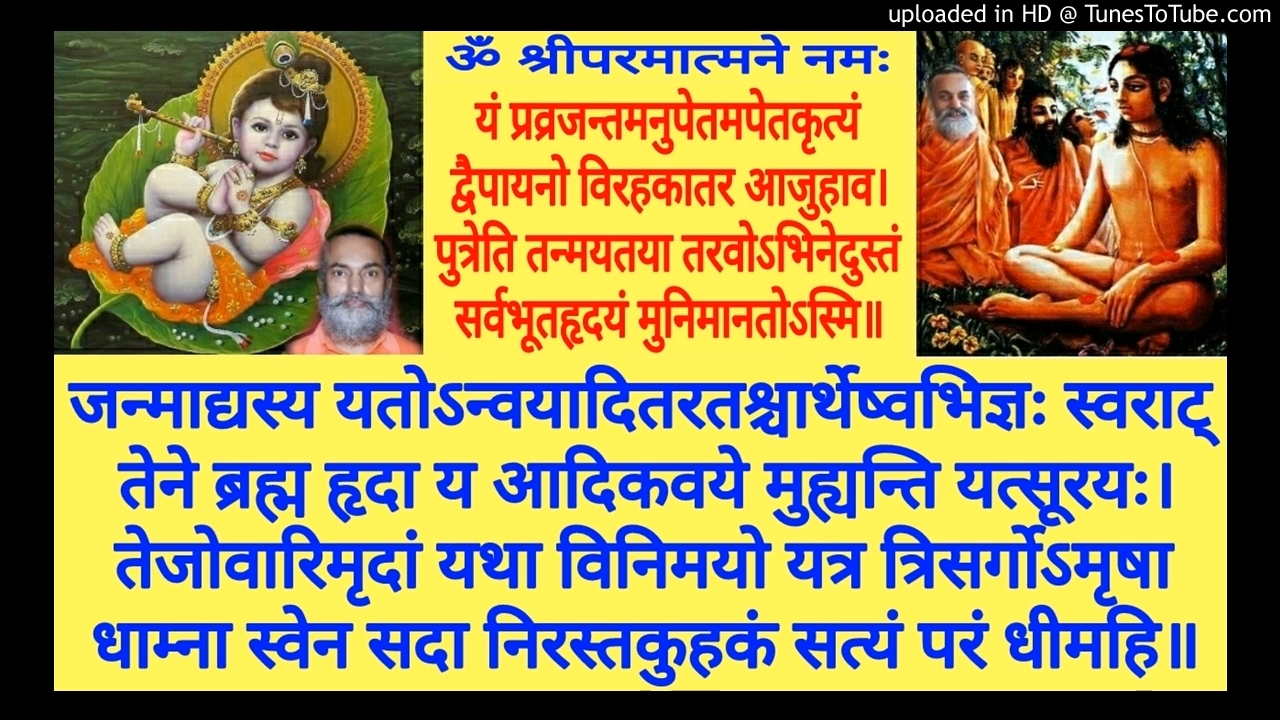 uploaded in HD @ TunesToTube.com
ॐ श्रीपरमात्मने नमः
यं प्रव्रजन्तमनुपेतमपेतकृत्यं
द्वैपायनो विरहकातर आजुहाव।
पुत्रेति तन्मयतया तरवोऽभिनेदुस्तं
सर्वभूतहृदयं मुनिमानतोऽस्मि॥
जन्माद्यस्य यतोऽन्वयादितरतश्चार्थेष्वभिज्ञः स्वराट्
तेने ब्रह्म हृदा य आदिकवये मुह्यन्ति यत्सूरयः।
तेजोवारिमृदां यथा विनिमयो यत्र त्रिसर्गोऽमृषा
धाम्ना स्वेन सदा निरस्तकुहकं सत्यं परं धीमहि॥